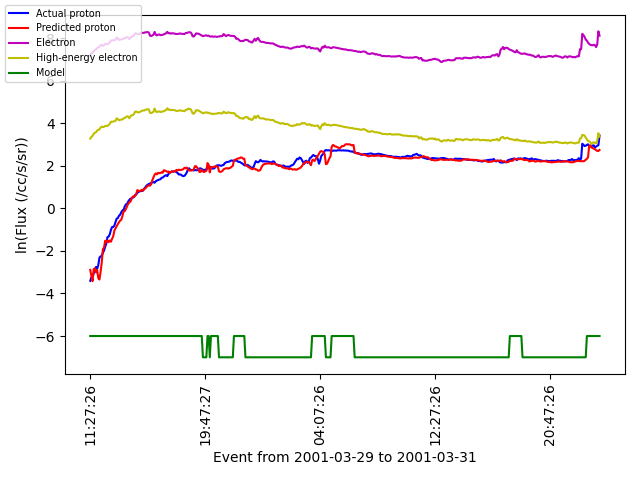 Actual proton
Predicted proton
Electron
High-energy electron
Model
8
6
4
2
0
−2
−4
−6
ln(Flux (/cc/s/sr))
11:27:26
19:47:27
04:07:26
12:27:26
20:47:26
Event from 2001-03-29 to 2001-03-31